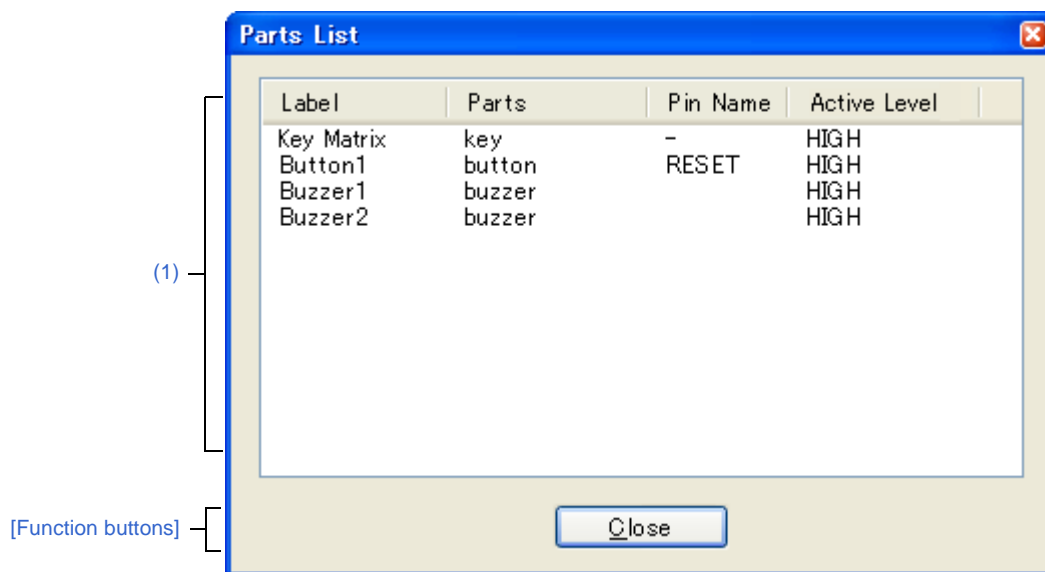 Parts List
Label Parts Pin Name Active Level
Key Matrix key - HIGH
Button1 button RESET HIGH
Buzzer1 buzzer HIGH
Buzzer2 buzzer HIGH
(1)
[Function buttons]
Close